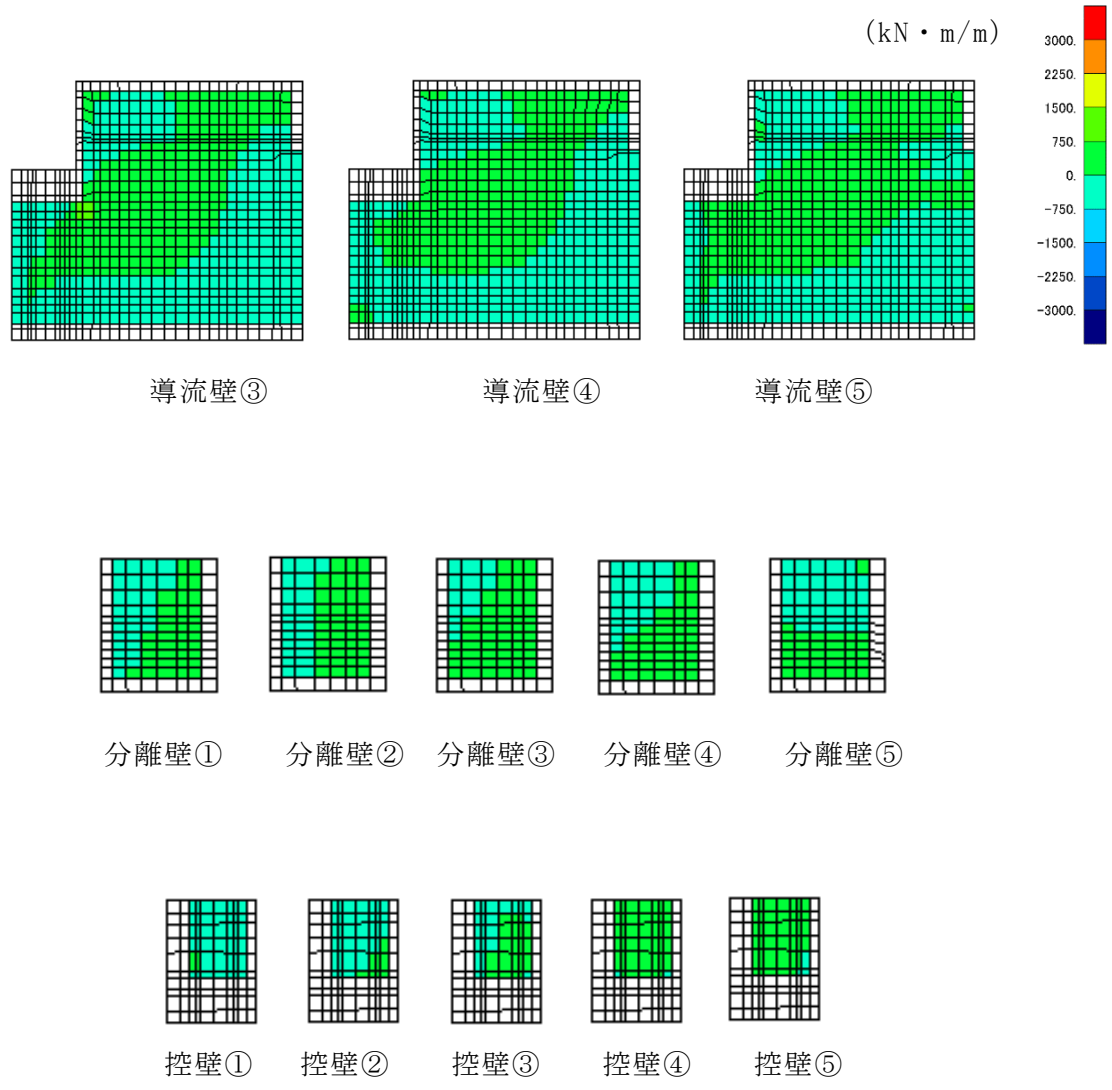 (kN・m/m)
3000.
2250.
1500.
750.
0.
-750.
-1500.
-2250.
-3000.
導流壁③ 導流壁④ 導流壁⑤
分離壁① 分離壁② 分離壁③ 分離壁④ 分離壁⑤
控壁① 控壁② 控壁③ 控壁④ 控壁⑤